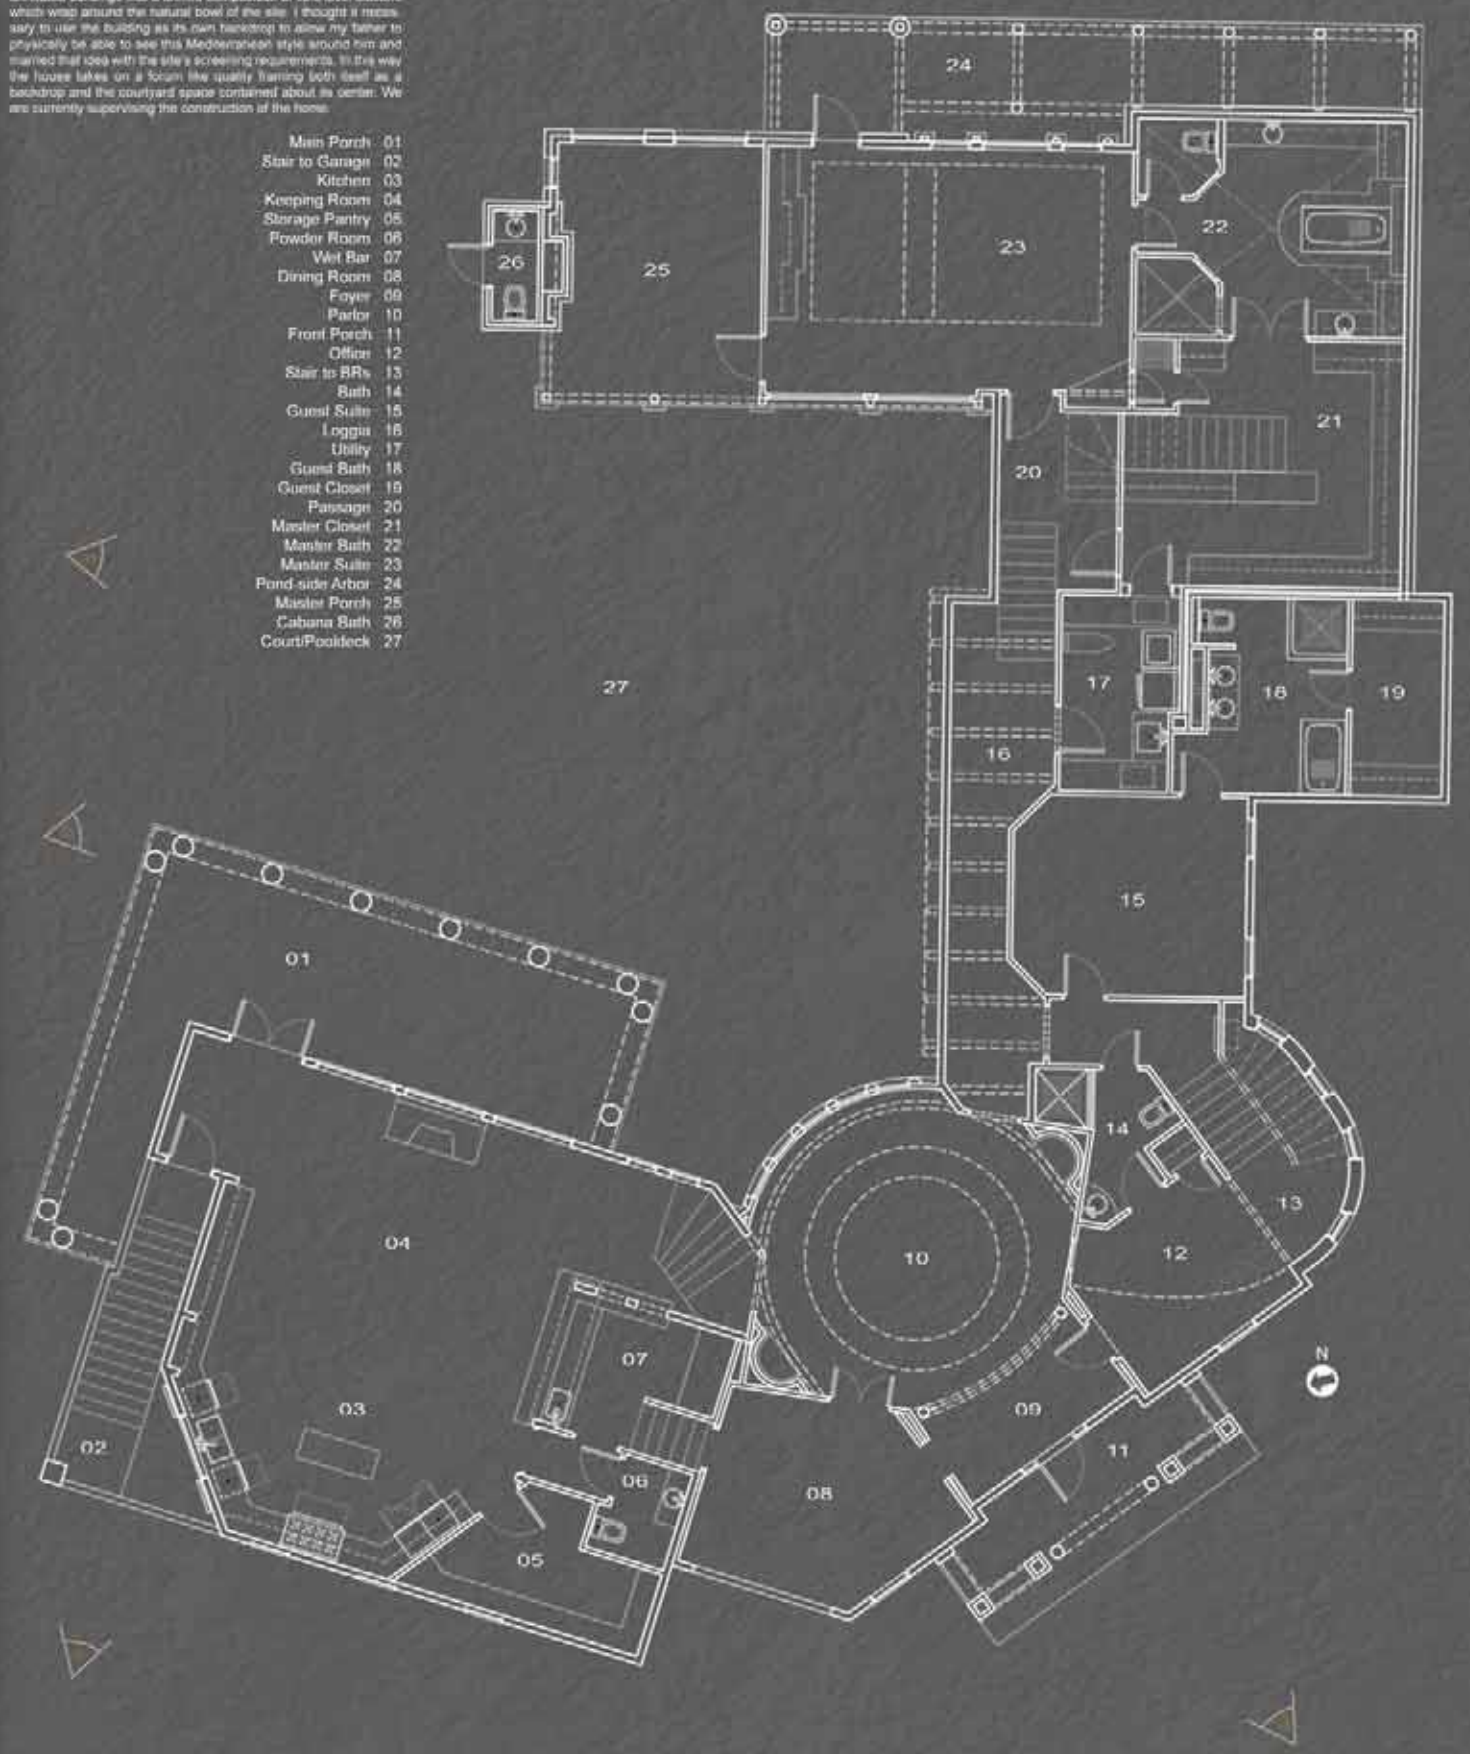 which wrap around the natural bowl of the site. I thought it neces-
sary to use the building as its own backdrop to allow my father to
physically be able to see this Mediterranean style around him and
married that idea with the site's screening requirements. In this way
the house takes on a forum like quality framing both itself as a
backdrop and the courtyard space contained about its center. We
are currently supervising the construction of the home.
Main Porch 01
Stair to Garage 02
Kitchen 03
Keeping Room 04
Storage Pantry 05
Powder Room 06
Wet Bar 07
Dining Room 08
Foyer 09
Parlor 10
Front Porch 11
Office 12
Stair to BRs 13
Bath 14
Guest Suite 15
Loggia 16
Utility 17
Guest Bath 18
Guest Closet 19
Passage 20
Master Closet 21
Master Bath 22
Master Suite 23
Pond-side Arbor 24
Master Porch 25
Cabana Bath 26
Court/Pooldeck 27
24
22
23
26
25
21
20
27
17
18
19
16
15
01
14
13
04
10
12
07
N
03
09
02
11
06
08
05